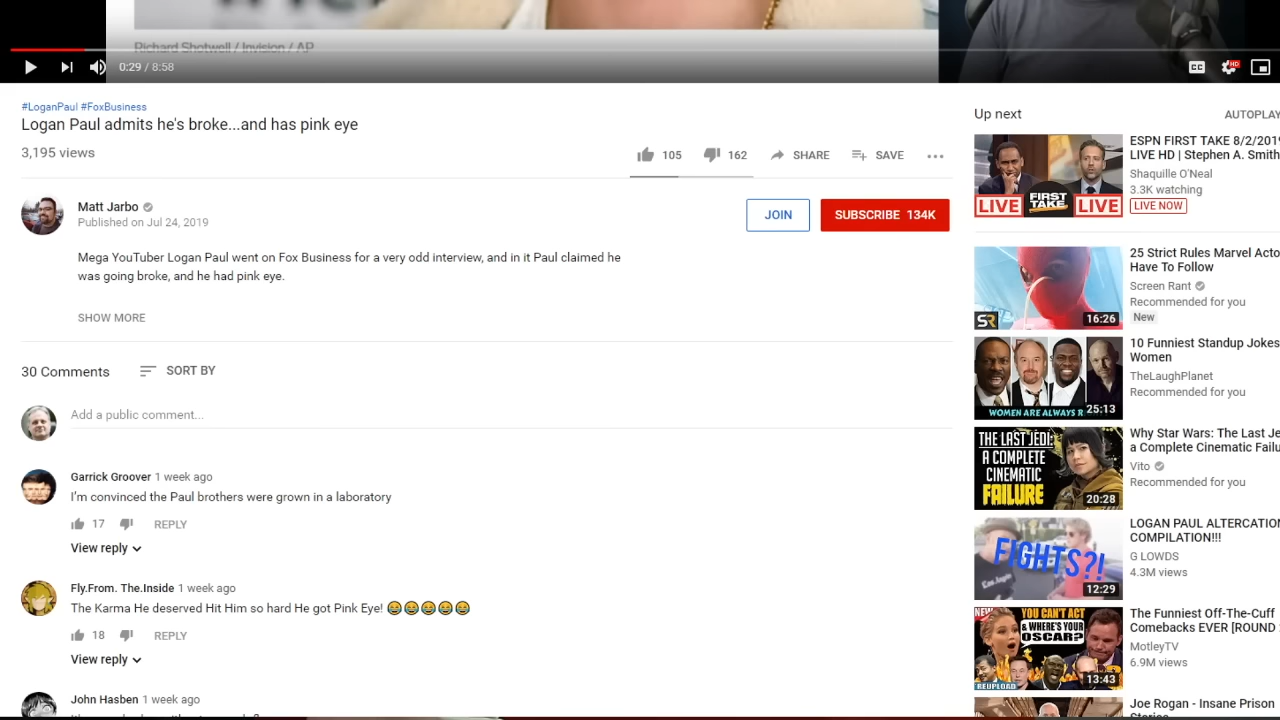 Richard Shotwell / Invision / AP
0:29 / 8:58
CC
HD
#LoganPaul #FoxBusiness
Logan Paul admits he's broke...and has pink eye
3,195 views
105
162
SHARE
SAVE
Matt Jarbo
Published on Jul 24, 2019
JOIN
SUBSCRIBE 134K
Mega YouTuber Logan Paul went on Fox Business for a very odd interview, and in it Paul claimed he
was going broke, and he had pink eye.
SHOW MORE
30 Comments
SORT BY
Add a public comment...
Garrick Groover 1 week ago
I'm convinced the Paul brothers were grown in a laboratory
17
REPLY
View reply
Fly.From. The.Inside 1 week ago
The Karma He deserved Hit Him so hard He got Pink Eye! 😂😂😂😂😂
18
REPLY
View reply
John Hasben 1 week ago
Up next
AUTOPLAY
LIVE
FIRST
TAKE
LIVE
ESPN FIRST TAKE 8/2/2019
LIVE HD | Stephen A. Smith
Shaquille O'Neal
3.3K watching
LIVE NOW
SR
16:26
25 Strict Rules Marvel Acto
Have To Follow
Screen Rant
Recommended for you
New
WOMEN ARE ALWAYS R
25:13
10 Funniest Standup Jokes
Women
TheLaughPlanet
Recommended for you
THE LAST JEDI:
A COMPLETE
CINEMATIC
FAILURE
20:28
Why Star Wars: The Last Je
a Complete Cinematic Failu
Vito
Recommended for you
FIGHTS?!
12:29
LOGAN PAUL ALTERCATION
COMPILATION!!!
G LOWDS
4.3M views
NEW
YOU CAN'T ACT
& WHERE'S YOUR
OSCAR?
REUPLOAD
13:43
The Funniest Off-The-Cuff
Comebacks EVER [ROUND
MotleyTV
6.9M views
Joe Rogan - Insane Prison